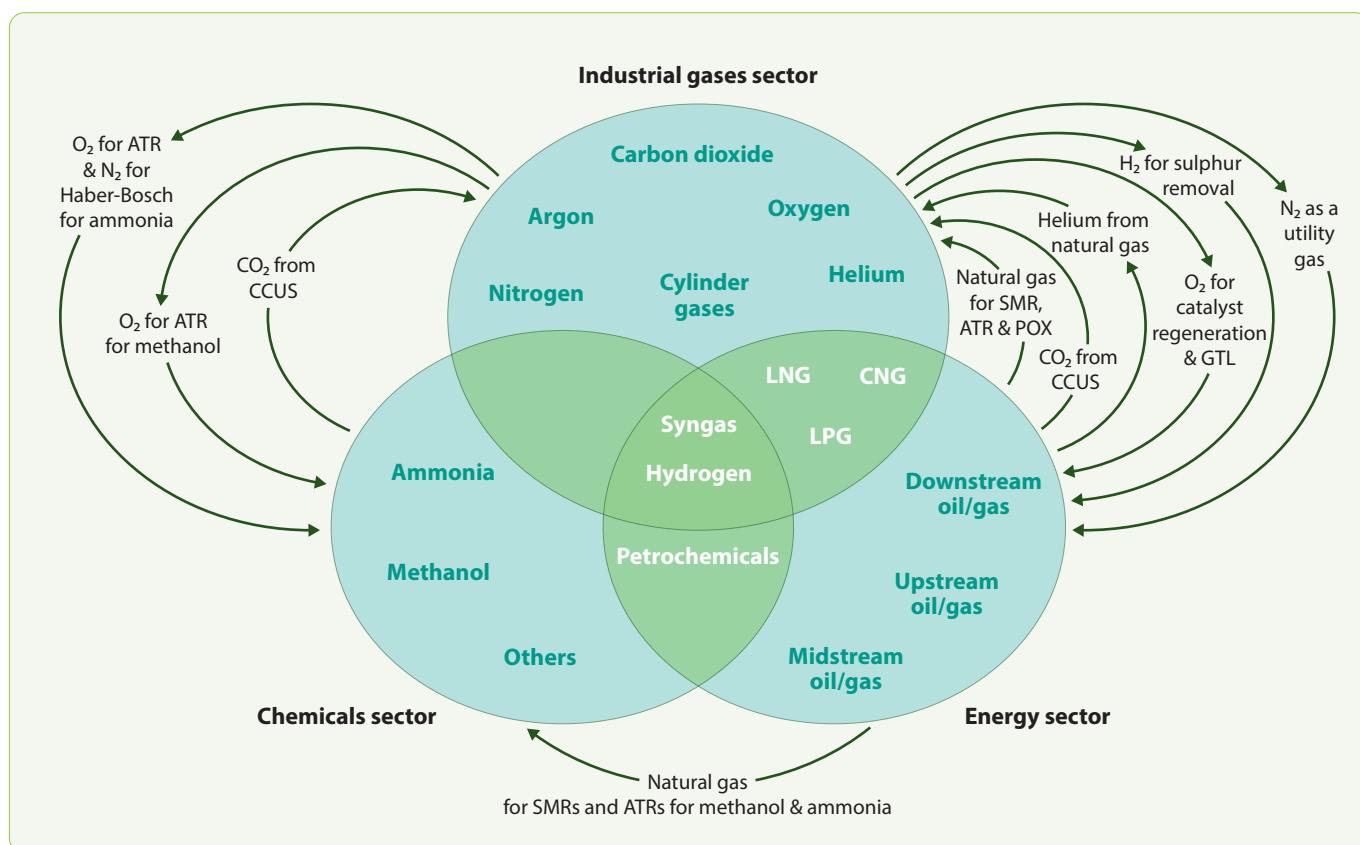 Industrial gases sector
O₂ for ATR
& N₂ for
Haber-Bosch
for ammonia
O₂ for ATR
for methanol
CO₂ from
CCUS
Carbon dioxide
Argon
Oxygen
Nitrogen
Cylinder
gases
Helium
H₂ for sulphur
removal
N₂ as a
utility
gas
Helium from
natural gas
Natural gas
for SMR,
ATR & POX
O₂ for
catalyst
regeneration
& GTL
CO₂ from
CCUS
LNG
CNG
LPG
Syngas
Hydrogen
Petrochemicals
Ammonia
Methanol
Others
Downstream
oil/gas
Upstream
oil/gas
Midstream
oil/gas
Chemicals sector
Energy sector
Natural gas
for SMRs and ATRs for methanol & ammonia